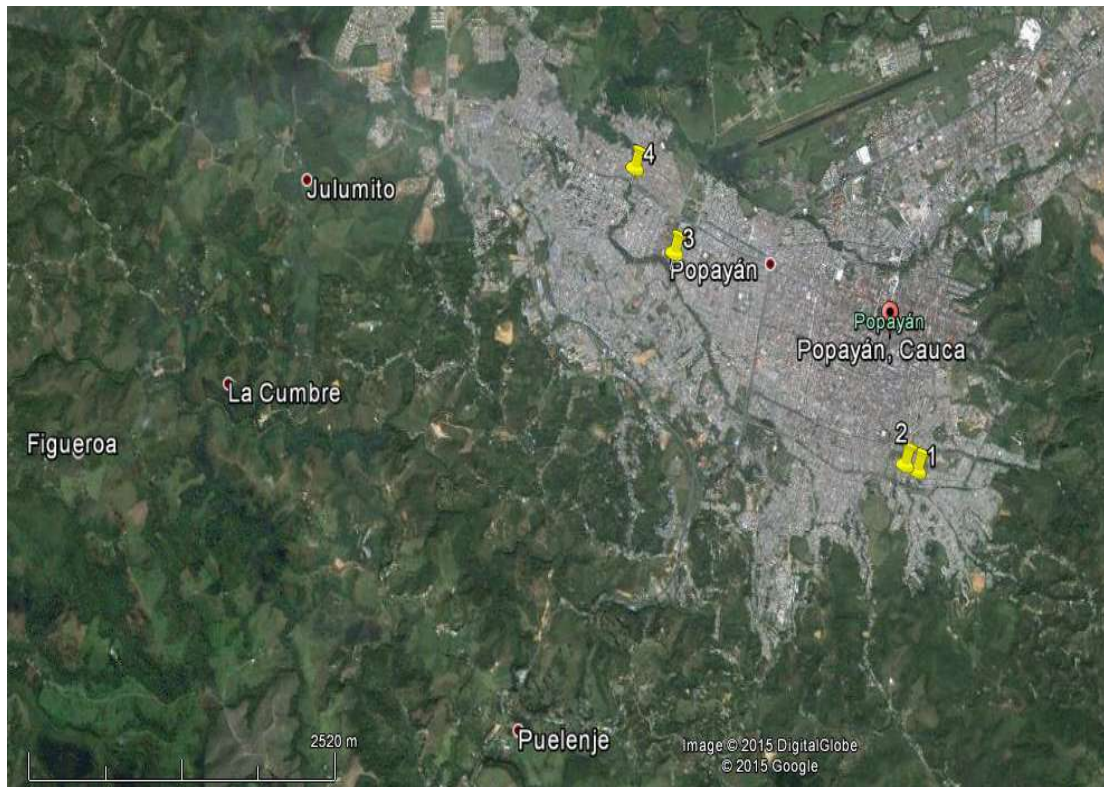 4
Julumito
3
Popayán
Popayán
Popayán, Cauca
La Cumbre
2
Figueroa
1
2520 m
Puelenje
Image © 2015 DigitalGlobe
© 2015 Google